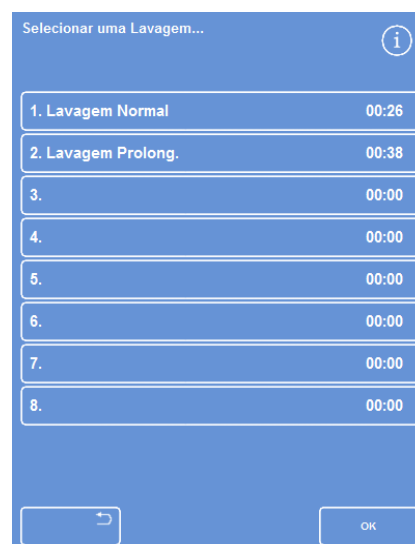 Selecionar uma Lavagem...
i
1. Lavagem Normal 00:26
2. Lavagem Prolong. 00:38
3. 00:00
4. 00:00
5. 00:00
6. 00:00
7. 00:00
8. 00:00
OK